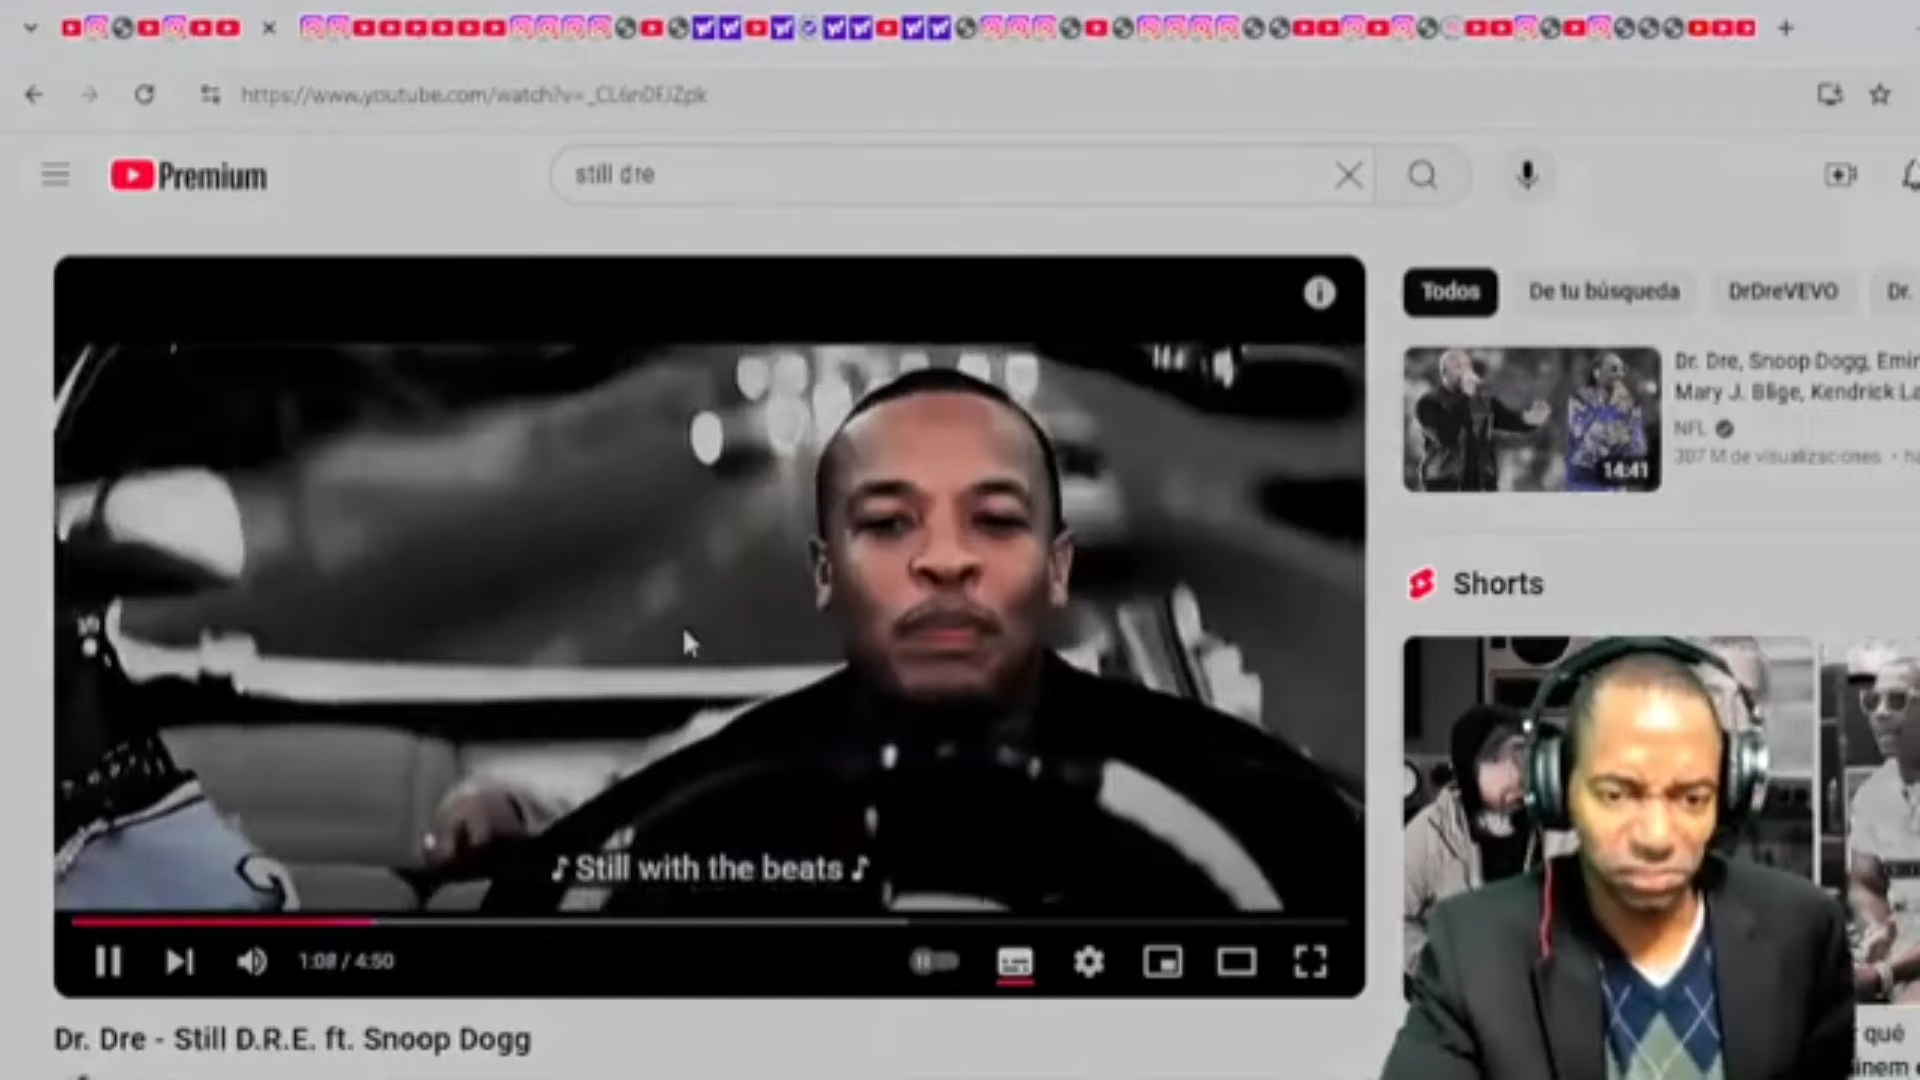 https://www.youtube.com/watch?v=_CL6n0FJZpk
Premium
still dre
Todos
De tu búsqueda
DrDreVEVO
Dr.
Dr. Dre, Snoop Dogg, Emin
Mary J. Blige, Kendrick La
NFL
307 M de visualizaciones • ha
14:41
Shorts
♪ Still with the beats ♪
1:08 / 4:50
Dr. Dre - Still D.R.E. ft. Snoop Dogg
qué
inem